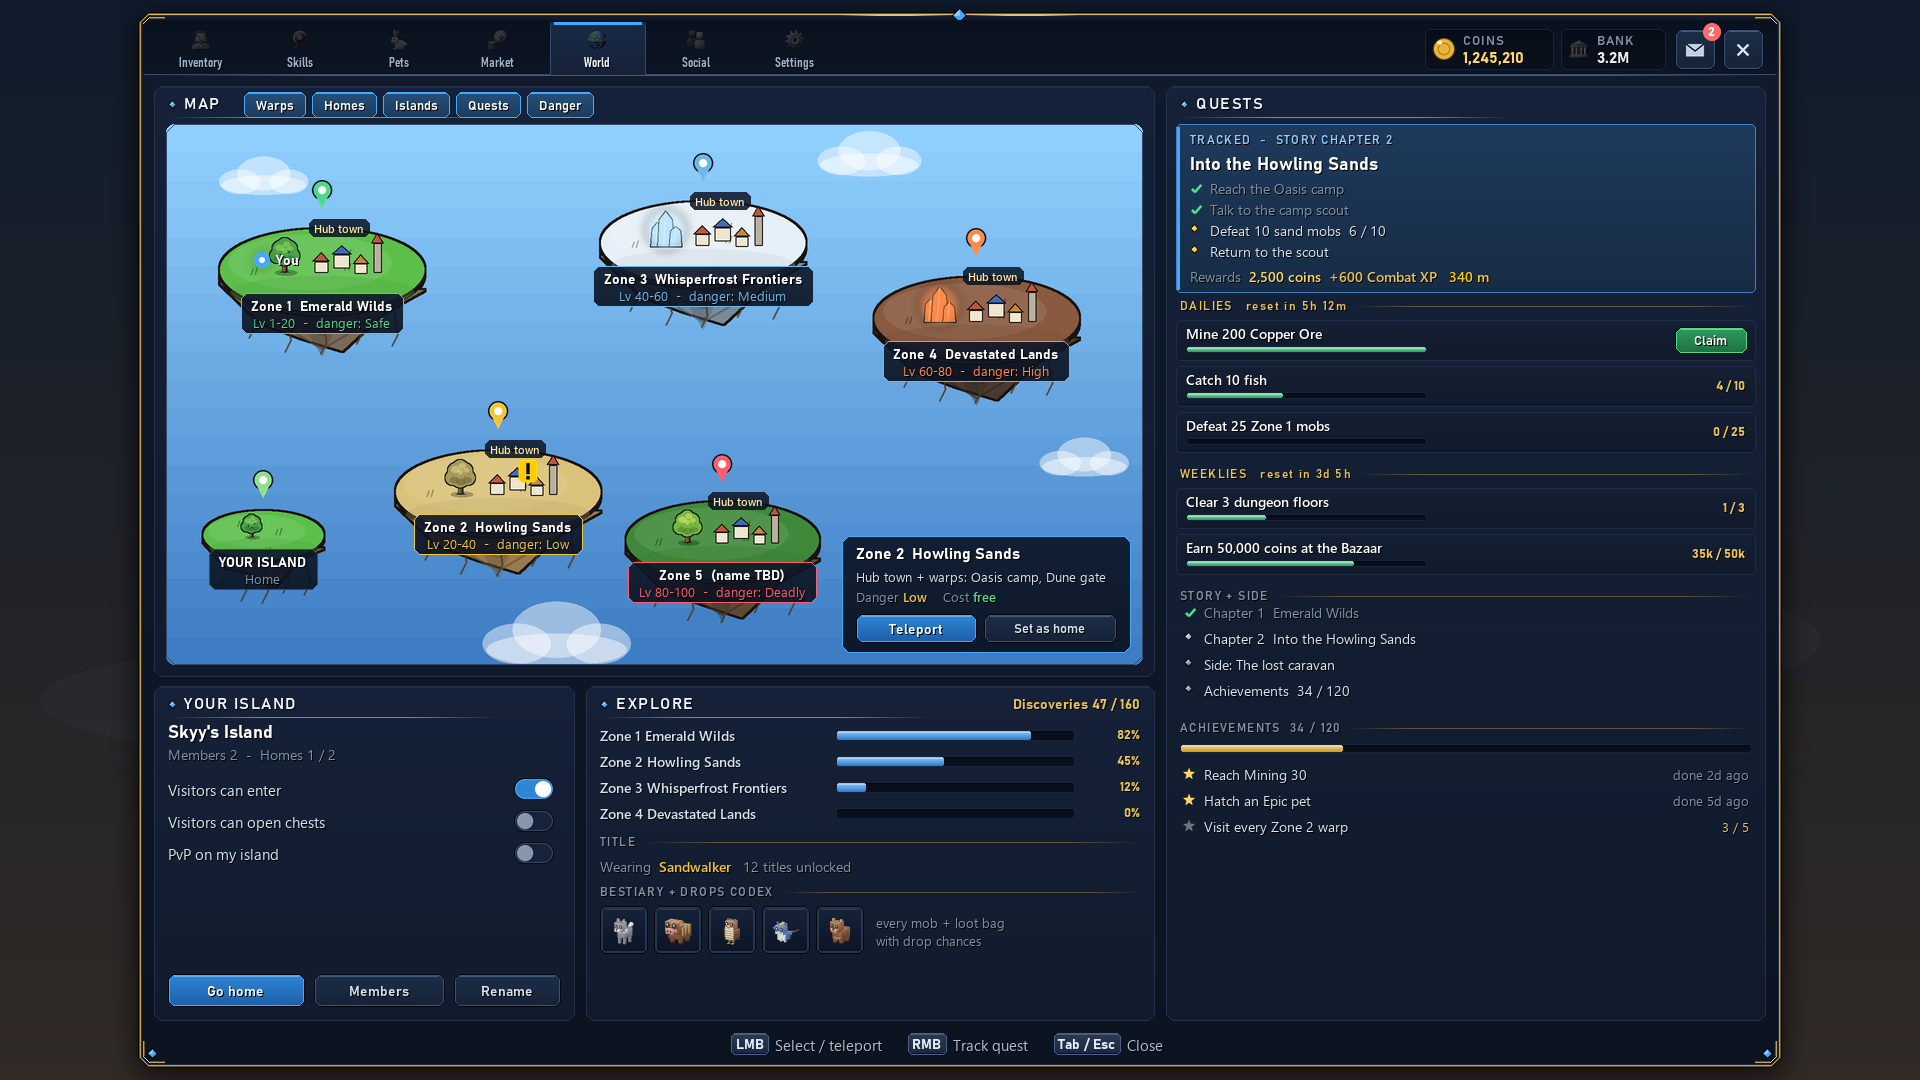 Inventory
Skills
Pets
Market
World
Social
Settings
COINS
1,245,210
BANK
3.2M
2
MAP
Warps
Homes
Islands
Quests
Danger
Hub town
You
Zone 1 Emerald Wilds
Lv 1-20 - danger: Safe
Hub town
Zone 3 Whisperfrost Frontiers
Lv 40-60 - danger: Medium
Hub town
Zone 4 Devastated Lands
Lv 60-80 - danger: High
Hub town
!
Zone 2 Howling Sands
Lv 20-40 - danger: Low
YOUR ISLAND
Home
Hub town
Zone 5 (name TBD)
Lv 80-100 - danger: Deadly
Zone 2 Howling Sands
Hub town + warps: Oasis camp, Dune gate
Danger Low Cost free
Teleport
Set as home
QUESTS
TRACKED - STORY CHAPTER 2
Into the Howling Sands
Reach the Oasis camp
Talk to the camp scout
Defeat 10 sand mobs 6 / 10
Return to the scout
Rewards 2,500 coins +600 Combat XP 340 m
DAILIES reset in 5h 12m
Mine 200 Copper Ore
Claim
Catch 10 fish
4 / 10
Defeat 25 Zone 1 mobs
0 / 25
WEEKLIES reset in 3d 5h
Clear 3 dungeon floors
1 / 3
Earn 50,000 coins at the Bazaar
35k / 50k
STORY + SIDE
Chapter 1 Emerald Wilds
Chapter 2 Into the Howling Sands
Side: The lost caravan
Achievements 34 / 120
ACHIEVEMENTS 34 / 120
Reach Mining 30
done 2d ago
Hatch an Epic pet
done 5d ago
Visit every Zone 2 warp
3 / 5
YOUR ISLAND
Skyy's Island
Members 2 - Homes 1 / 2
Visitors can enter
Visitors can open chests
PvP on my island
Go home
Members
Rename
EXPLORE
Discoveries 47 / 160
Zone 1 Emerald Wilds
82%
Zone 2 Howling Sands
45%
Zone 3 Whisperfrost Frontiers
12%
Zone 4 Devastated Lands
0%
TITLE
Wearing Sandwalker 12 titles unlocked
BESTIARY + DROPS CODEX
every mob + loot bag
with drop chances
LMB Select / teleport
RMB Track quest
Tab / Esc Close